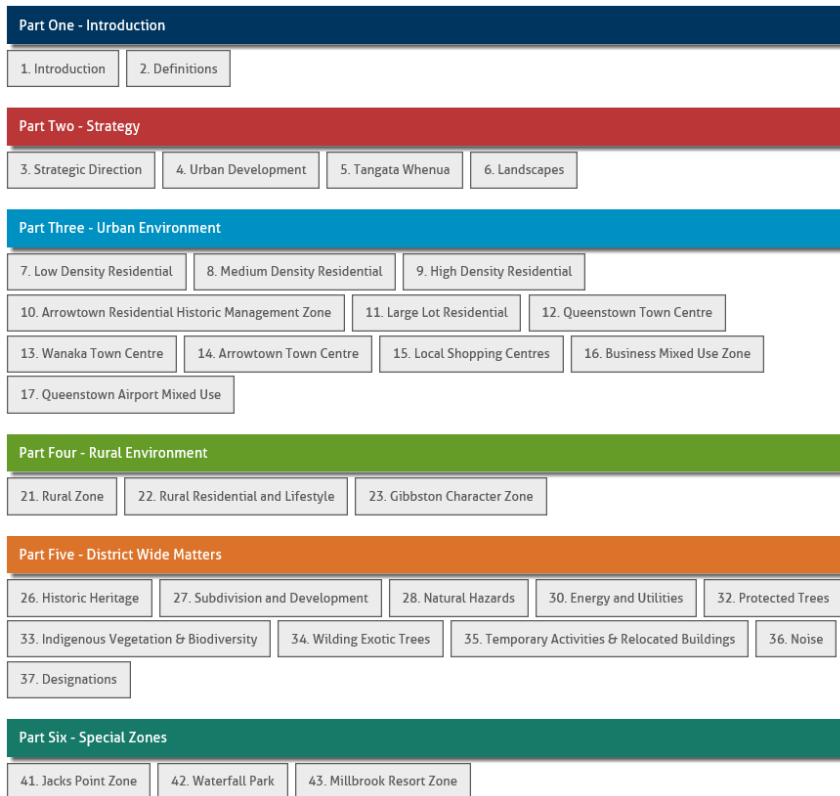 Part One - Introduction
1. Introduction 2. Definitions
Part Two - Strategy
3. Strategic Direction 4. Urban Development 5. Tangata Whenua 6. Landscapes
Part Three - Urban Environment
7. Low Density Residential 8. Medium Density Residential 9. High Density Residential
10. Arrowtown Residential Historic Management Zone 11. Large Lot Residential 12. Queenstown Town Centre
13. Wanaka Town Centre 14. Arrowtown Town Centre 15. Local Shopping Centres 16. Business Mixed Use Zone
17. Queenstown Airport Mixed Use
Part Four - Rural Environment
21. Rural Zone 22. Rural Residential and Lifestyle 23. Gibbston Character Zone
Part Five - District Wide Matters
26. Historic Heritage 27. Subdivision and Development 28. Natural Hazards 30. Energy and Utilities 32. Protected Trees
33. Indigenous Vegetation & Biodiversity 34. Wilding Exotic Trees 35. Temporary Activities & Relocated Buildings 36. Noise
37. Designations
Part Six - Special Zones
41. Jacks Point Zone 42. Waterfall Park 43. Millbrook Resort Zone